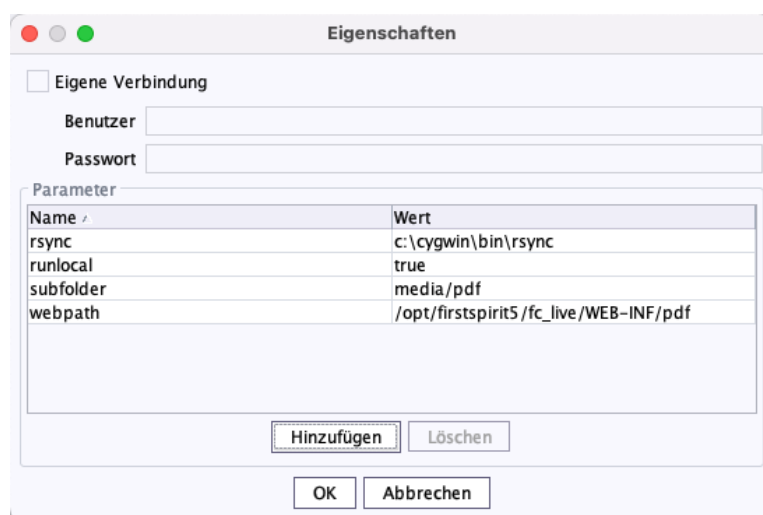 Eigenschaften
Eigene Verbindung
Benutzer
Passwort
Parameter
Name Wert
rsync c:\cygwin\bin\rsync
runlocal true
subfolder media/pdf
webpath /opt/firstspirit5/fc_live/WEB-INF/pdf
Hinzufügen Löschen
OK Abbrechen